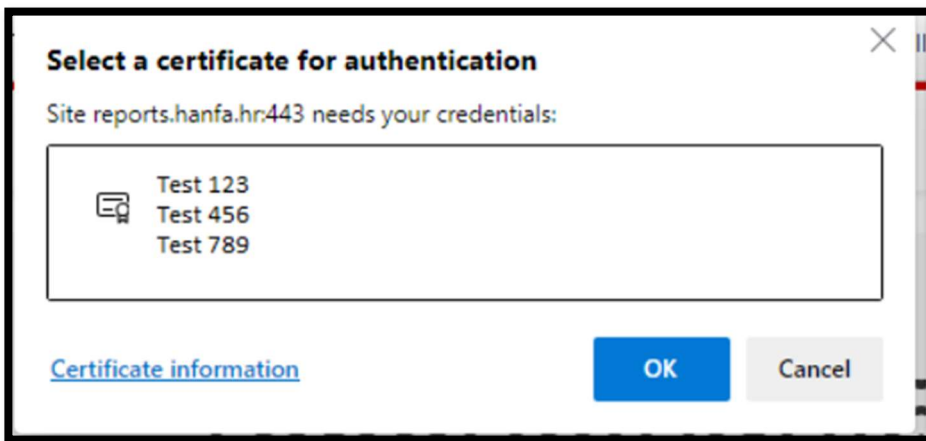 Select a certificate for authentication
Site reports.hanfa.hr:443 needs your credentials:
Test 123
Test 456
Test 789
Certificate information
OK
Cancel